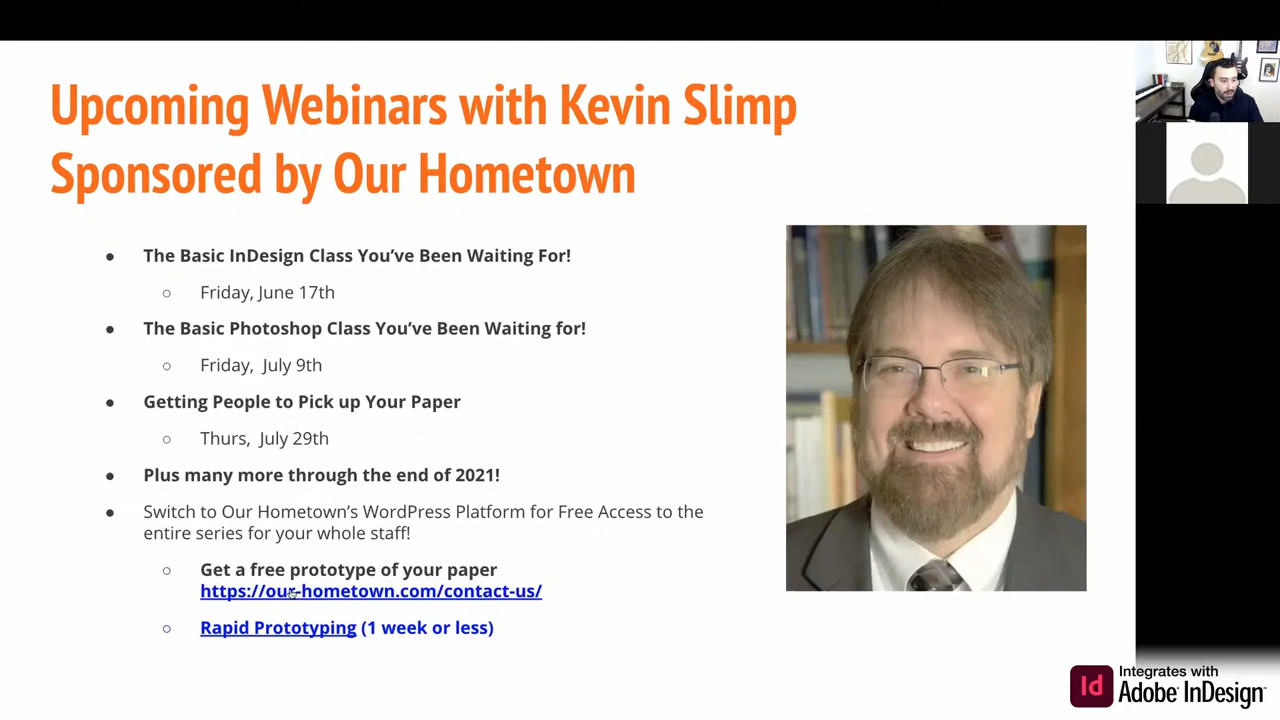 Upcoming Webinars with Kevin Slimp
Sponsored by Our Hometown
The Basic InDesign Class You've Been Waiting For!
Friday, June 17th
The Basic Photoshop Class You've Been Waiting for!
Friday, July 9th
Getting People to Pick up Your Paper
Thurs, July 29th
Plus many more through the end of 2021!
Switch to Our Hometown's WordPress Platform for Free Access to the
entire series for your whole staff!
Get a free prototype of your paper
https://our-hometown.com/contact-us/
Rapid Prototyping (1 week or less)
Id
Integrates with
Adobe InDesign